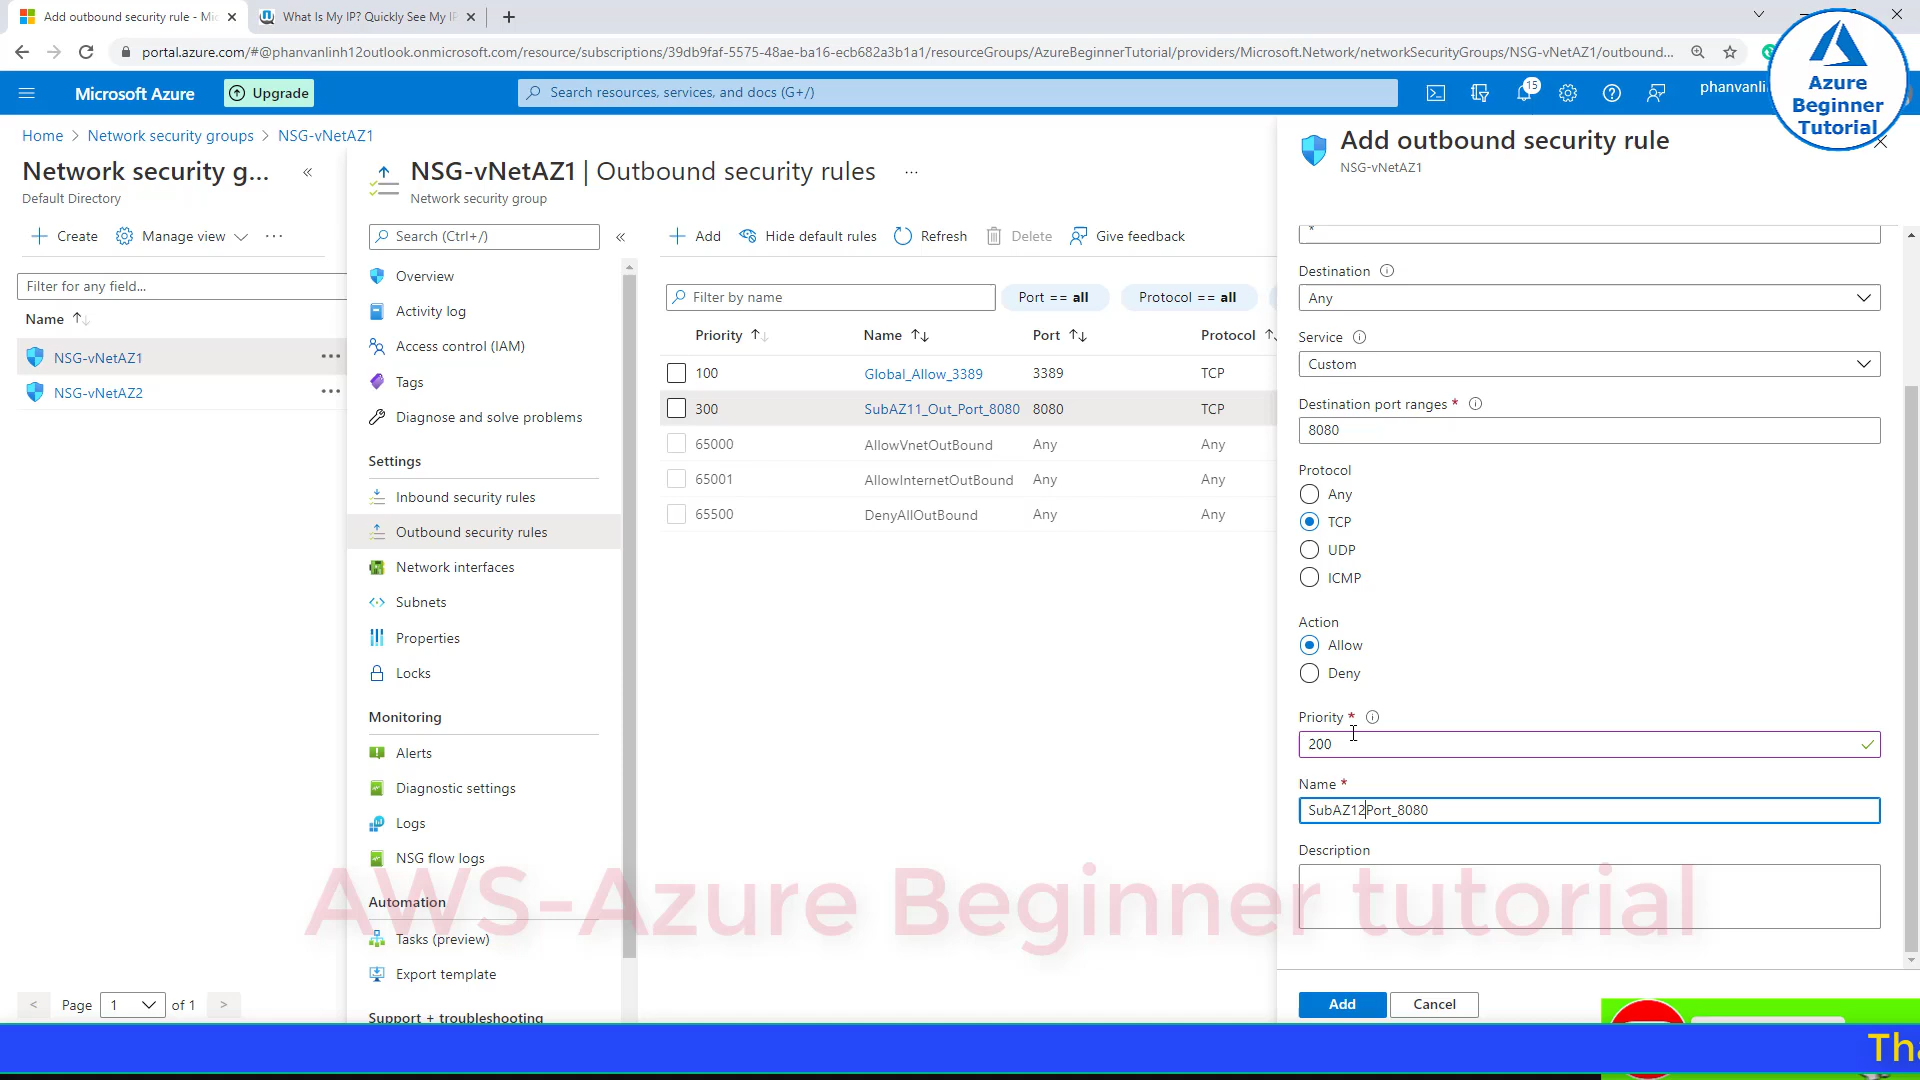 Add outbound security rule - Mic
What Is My IP? Quickly See My IP
portal.azure.com/#@phanvanlinh12outlook.onmicrosoft.com/resource/subscriptions/39db9faf-5575-48ae-ba16-ecb682a3b1a1/resourceGroups/AzureBeginnerTutorial/providers/Microsoft.Network/networkSecurityGroups/NSG-vNetAZ1/outbound...
Microsoft Azure
Upgrade
Search resources, services, and docs (G+/)
15
phanvanli
Azure
Beginner
Tutorial
Home > Network security groups > NSG-vNetAZ1
Network security g... «
Default Directory
Create
Manage view
...
Filter for any field...
Name
NSG-vNetAZ1
NSG-vNetAZ2
< Page 1 of 1 >
NSG-vNetAZ1 | Outbound security rules ...
Network security group
Search (Ctrl+/) «
Overview
Activity log
Access control (IAM)
Tags
Diagnose and solve problems
Settings
Inbound security rules
Outbound security rules
Network interfaces
Subnets
Properties
Locks
Monitoring
Alerts
Diagnostic settings
Logs
NSG flow logs
Automation
Tasks (preview)
Export template
Support + troubleshooting
Add
Hide default rules
Refresh
Delete
Give feedback
Filter by name
Port == all
Protocol == all
Priority Name Port Protocol
100 Global_Allow_3389 3389 TCP
300 SubAZ11_Out_Port_8080 8080 TCP
65000 AllowVnetOutBound Any Any
65001 AllowInternetOutBound Any Any
65500 DenyAllOutBound Any Any
Add outbound security rule
NSG-vNetAZ1
*
Destination
Any
Service
Custom
Destination port ranges *
8080
Protocol
Any
TCP
UDP
ICMP
Action
Allow
Deny
Priority *
200
Name *
SubAZ12Port_8080
Description
Add
Cancel
AWS-Azure Beginner tutorial
Tha